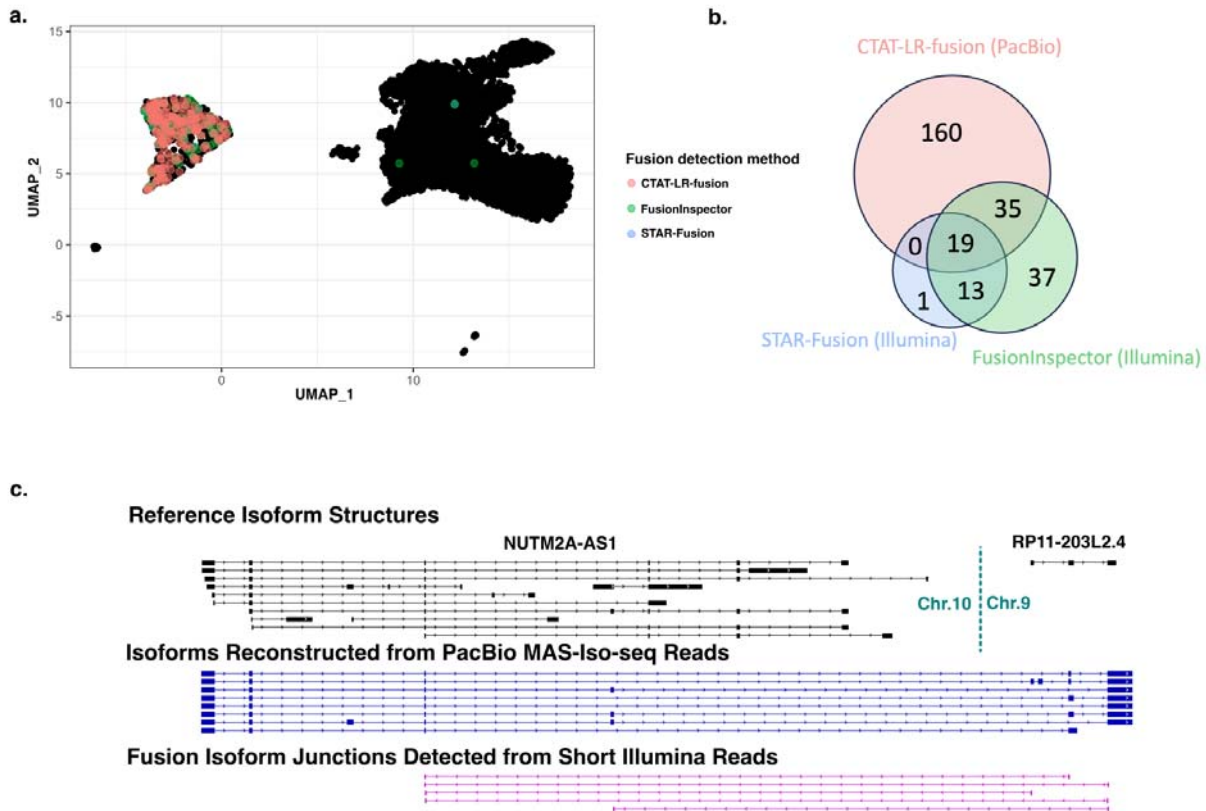 a.
15
10
5
0
-5
UMAP_2
0
10
UMAP_1
Fusion detection method
CTAT-LR-fusion
FusionInspector
STAR-Fusion
b.
CTAT-LR-fusion (PacBio)
160
35
0
19
37
1
13
STAR-Fusion (Illumina)
FusionInspector (Illumina)
c.
Reference Isoform Structures
NUTM2A-AS1
RP11-203L2.4
Chr.10
Chr.9
Isoforms Reconstructed from PacBio MAS-Iso-seq Reads
Fusion Isoform Junctions Detected from Short Illumina Reads